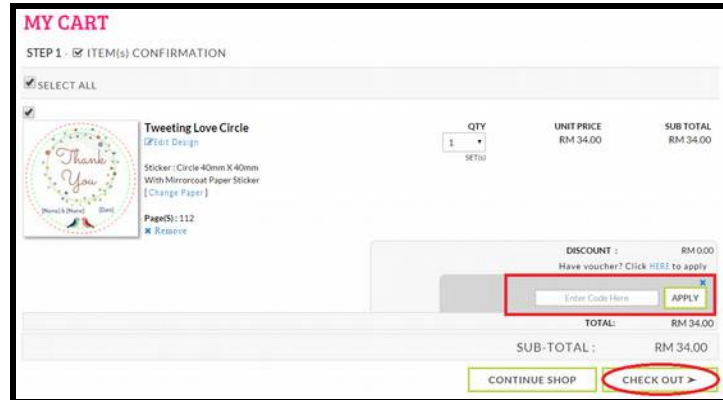 MY CART
STEP 1 - ITEM(s) CONFIRMATION
SELECT ALL
Tweeting Love Circle
Edit Design
Sticker : Circle 40mm X 40mm
With Mirrorcoat Paper Sticker
[ Change Paper ]
Page(S) : 112
Remove
Thank
You
[Name] & [Name] [Date]
QTY UNIT PRICE SUB TOTAL
1 RM 34.00 RM 34.00
SET(s)
DISCOUNT : RM 0.00
Have voucher? Click HERE to apply
Enter Code Here APPLY
TOTAL: RM 34.00
SUB-TOTAL : RM 34.00
CONTINUE SHOP CHECK OUT ➤